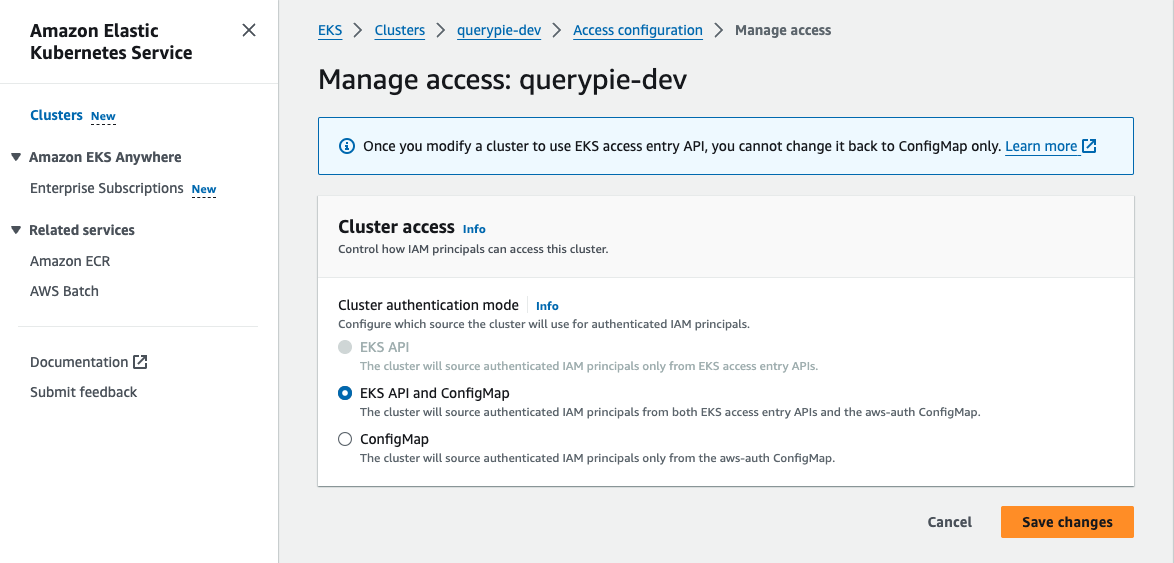 Amazon Elastic
Kubernetes Service
Clusters New
Amazon EKS Anywhere
Enterprise Subscriptions New
Related services
Amazon ECR
AWS Batch
Documentation
Submit feedback
EKS > Clusters > querypie-dev > Access configuration > Manage access
Manage access: querypie-dev
Once you modify a cluster to use EKS access entry API, you cannot change it back to ConfigMap only. Learn more
Cluster access Info
Control how IAM principals can access this cluster.
Cluster authentication mode Info
Configure which source the cluster will use for authenticated IAM principals.
EKS API
The cluster will source authenticated IAM principals only from EKS access entry APIs.
EKS API and ConfigMap
The cluster will source authenticated IAM principals from both EKS access entry APIs and the aws-auth ConfigMap.
ConfigMap
The cluster will source authenticated IAM principals only from the aws-auth ConfigMap.
Cancel
Save changes